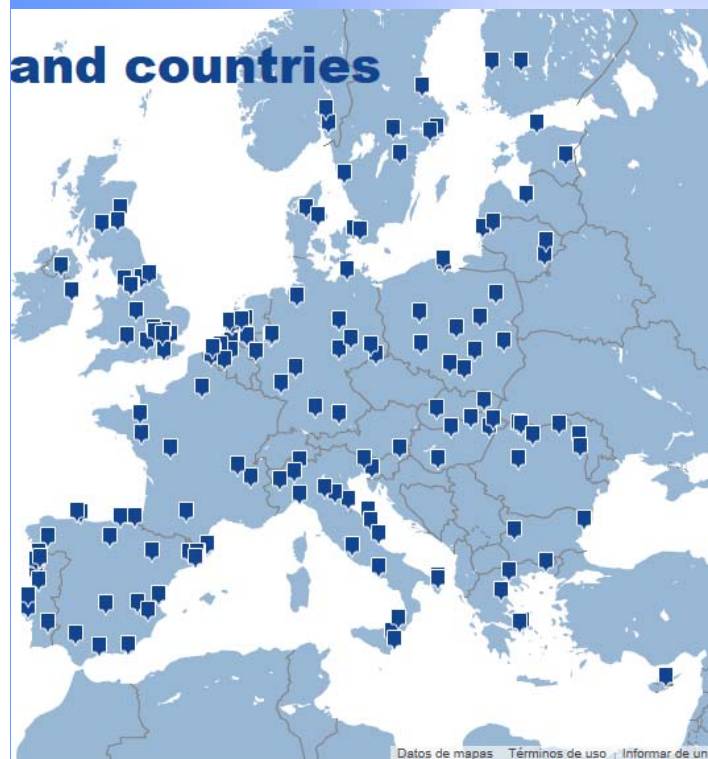 and countries
Datos de mapas Términos de uso Informar de un